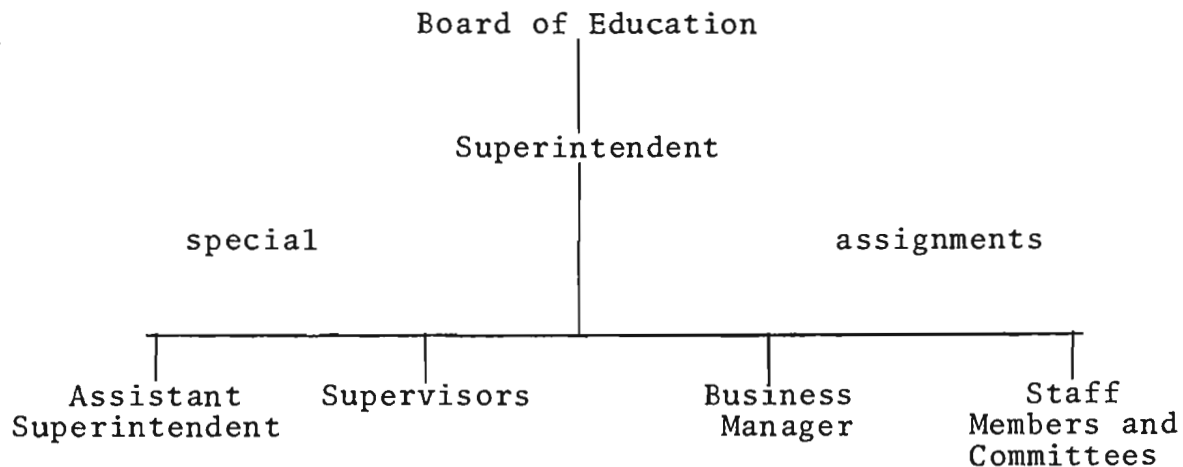 Board of Education
Superintendent
special assignments
Assistant
Superintendent
Supervisors
Business
Manager
Staff
Members and
Committees